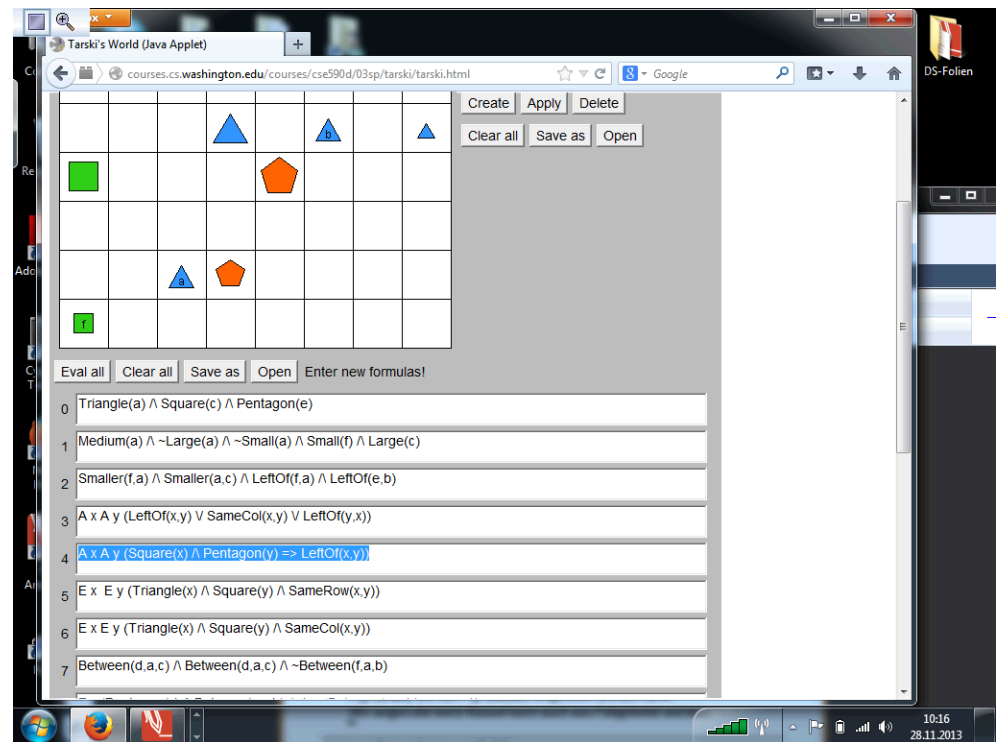 ox
Tarski's World (Java Applet)
+
courses.cs.washington.edu/courses/cse590d/03sp/tarski/tarski.html
Google
DS-Folien
Create Apply Delete
Clear all Save as Open
b
a
f
Eval all Clear all Save as Open Enter new formulas!
0 Triangle(a) /\ Square(c) /\ Pentagon(e)
1 Medium(a) /\ ~Large(a) /\ ~Small(a) /\ Small(f) /\ Large(c)
2 Smaller(f,a) /\ Smaller(a,c) /\ LeftOf(f,a) /\ LeftOf(e,b)
3 A x A y (LeftOf(x,y) \/ SameCol(x,y) \/ LeftOf(y,x))
4 A x A y (Square(x) /\ Pentagon(y) => LeftOf(x,y))
5 E x  E y (Triangle(x) /\ Square(y) /\ SameRow(x,y))
6 E x E y (Triangle(x) /\ Square(y) /\ SameCol(x,y))
7 Between(d,a,c) /\ Between(d,a,c) /\ ~Between(f,a,b)
10:16
28.11.2013